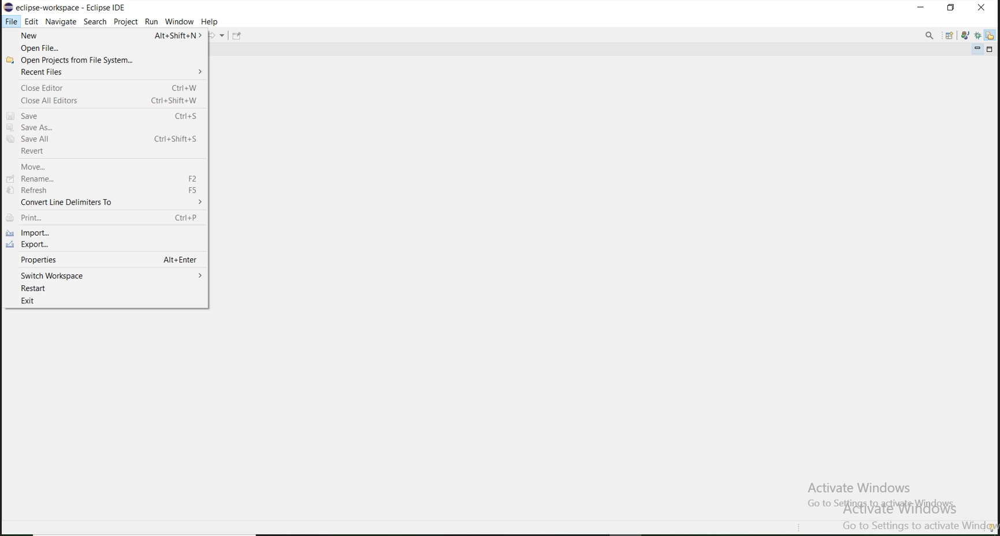 eclipse-workspace - Eclipse IDE
File Edit Navigate Search Project Run Window Help
New Alt+Shift+N
Open File...
Open Projects from File System...
Recent Files
Close Editor Ctrl+W
Close All Editors Ctrl+Shift+W
Save Ctrl+S
Save As...
Save All Ctrl+Shift+S
Revert
Move...
Rename... F2
Refresh F5
Convert Line Delimiters To
Print... Ctrl+P
Import...
Export...
Properties Alt+Enter
Switch Workspace
Restart
Exit
Activate Windows
Go to Settings to activate Windows.
Activate Windows
Go to Settings to activate Window